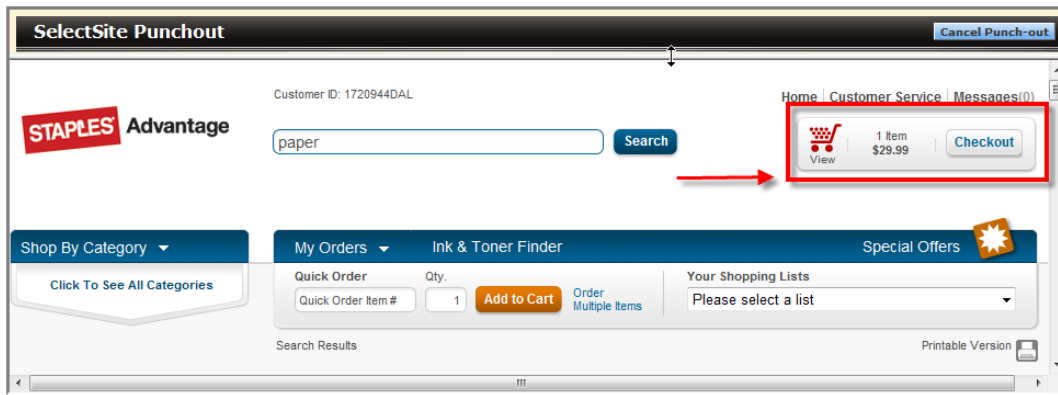 SelectSite Punchout
Cancel Punch-out
Customer ID: 1720944DAL
Home Customer Service Messages(0)
STAPLES Advantage
paper
Search
View
1 Item
$29.99
Checkout
Shop By Category
My Orders
Ink & Toner Finder
Special Offers
Click To See All Categories
Quick Order
Qty.
Your Shopping Lists
Quick Order Item #
1
Add to Cart
Order
Multiple Items
Please select a list
Search Results
Printable Version